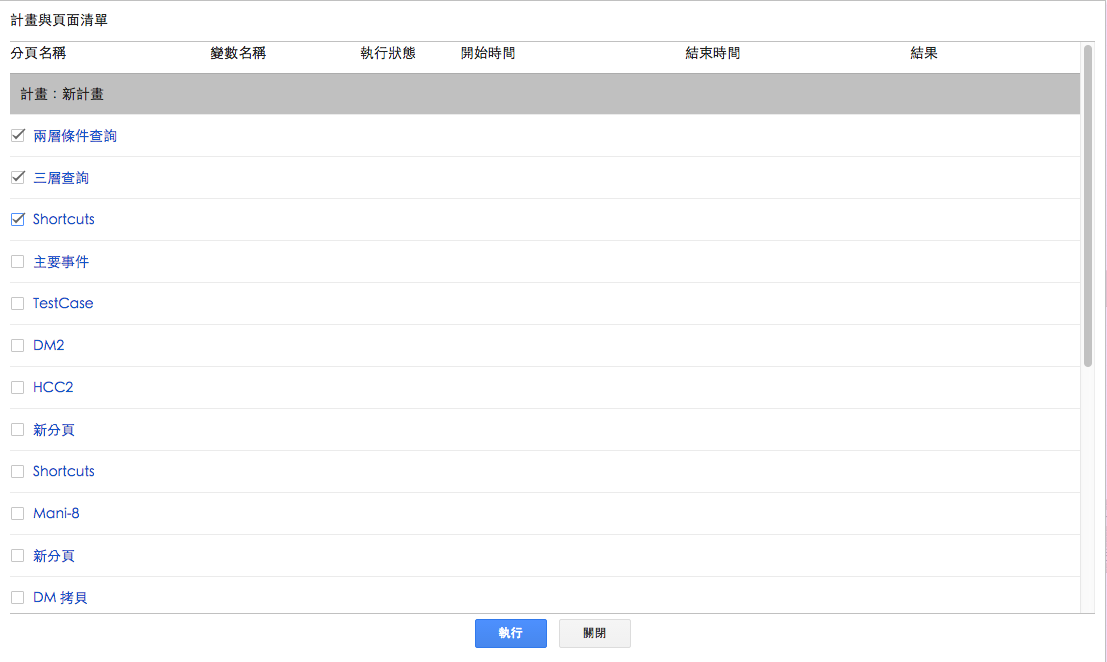 計畫與頁面清單
分頁名稱 變數名稱 執行狀態 開始時間 結束時間 結果
計畫：新計畫
兩層條件查詢
三層查詢
Shortcuts
主要事件
TestCase
DM2
HCC2
新分頁
Shortcuts
Mani-8
新分頁
DM 拷貝
執行 關閉